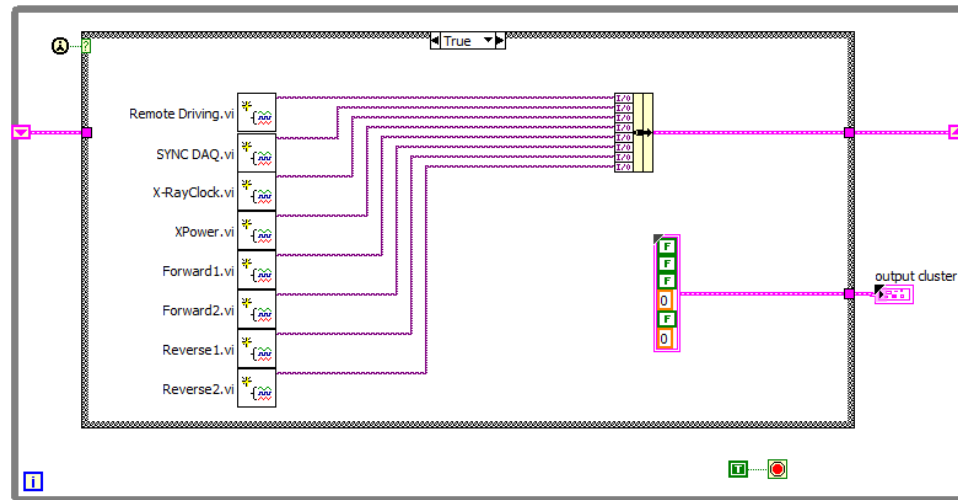 True
?
Remote Driving.vi
I/O
I/O
I/O
I/O
I/O
I/O
I/O
I/O
SYNC DAQ.vi
X-RayClock.vi
XPower.vi
Forward1.vi
F
F
F
0
F
0
output cluster
Forward2.vi
Reverse1.vi
Reverse2.vi
T
i